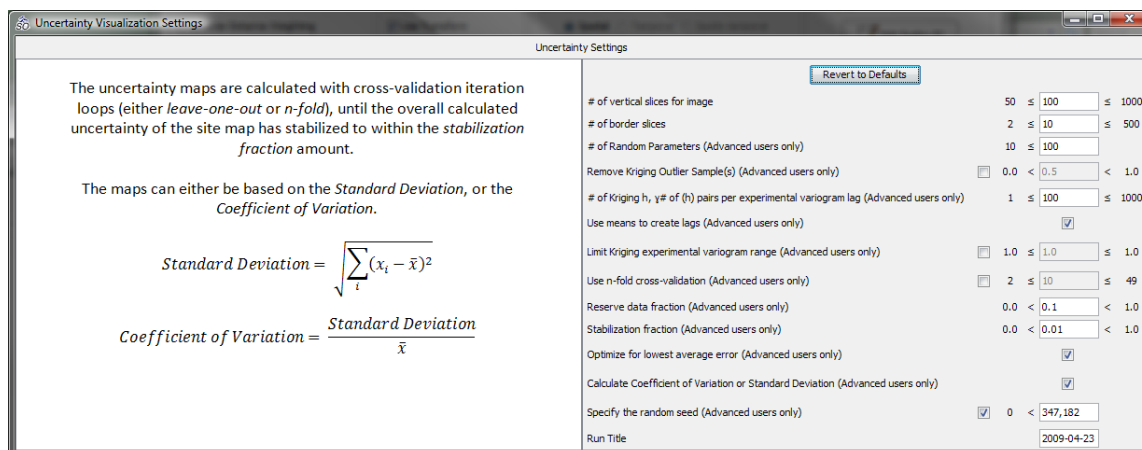 Uncertainty Visualization Settings
Uncertainty Settings
The uncertainty maps are calculated with cross-validation iteration
loops (either leave-one-out or n-fold), until the overall calculated
uncertainty of the site map has stabilized to within the stabilization
fraction amount.
The maps can either be based on the Standard Deviation, or the
Coefficient of Variation.
Standard Deviation = √∑i(xi − x̄)²
Coefficient of Variation = Standard Deviation / x̄
Revert to Defaults
# of vertical slices for image 50 ≤ 100 ≤ 1000
# of border slices 2 ≤ 10 ≤ 500
# of Random Parameters (Advanced users only) 10 ≤ 100
Remove Kriging Outlier Sample(s) (Advanced users only) 0.0 < 0.5 < 1.0
# of Kriging h, γ# of (h) pairs per experimental variogram lag (Advanced users only) 1 ≤ 100 ≤ 1000
Use means to create lags (Advanced users only)
Limit Kriging experimental variogram range (Advanced users only) 1.0 ≤ 1.0 ≤ 1.0
Use n-fold cross-validation (Advanced users only) 2 ≤ 10 ≤ 49
Reserve data fraction (Advanced users only) 0.0 < 0.1 < 1.0
Stabilization fraction (Advanced users only) 0.0 < 0.01 < 1.0
Optimize for lowest average error (Advanced users only)
Calculate Coefficient of Variation or Standard Deviation (Advanced users only)
Specify the random seed (Advanced users only) 0 < 347,182
Run Title 2009-04-23